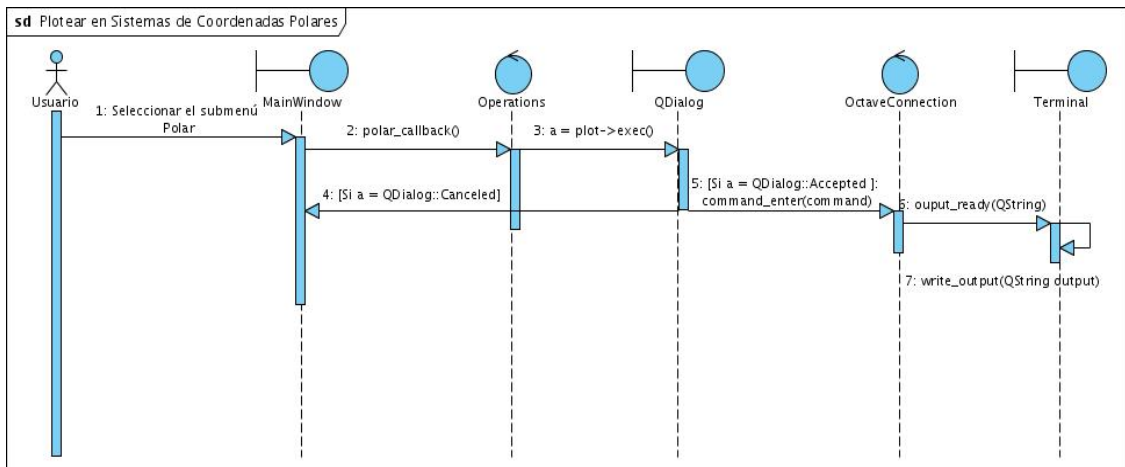 sd Plotear en Sistemas de Coordenadas Polares
Usuario
MainWindow
Operations
QDialog
OctaveConnection
Terminal
1: Seleccionar el submenú
Polar
2: polar_callback()
3: a = plot->exec()
4: [Si a = QDialog::Canceled]
5: [Si a = QDialog::Accepted ]:
command_enter(command)
6: ouput_ready(QString)
7: write_output(QString output)